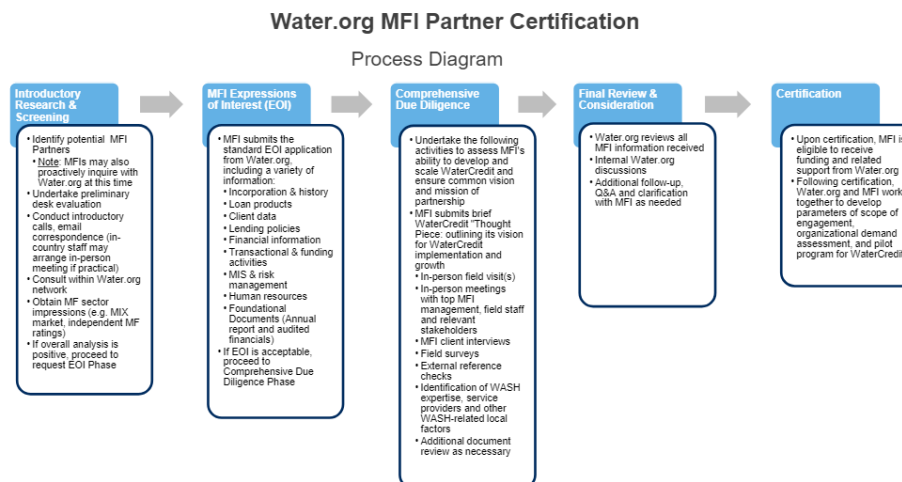 Water.org MFI Partner Certification
Process Diagram
Introductory
Research &
Screening
• Identify potential MFI
Partners
• Note: MFIs may also
proactively inquire with
Water.org at this time
• Undertake preliminary
desk evaluation
• Conduct introductory
calls, email
correspondence (in-
country staff may
arrange in-person
meeting if practical)
• Consult within Water.org
network
• Obtain MF sector
impressions (e.g. MIX
market, independent MF
ratings)
• If overall analysis is
positive, proceed to
request EOI Phase
MFI Expressions
of Interest (EOI)
• MFI submits the
standard EOI application
from Water.org,
including a variety of
information:
• Incorporation & history
• Loan products
• Client data
• Lending policies
• Financial information
• Transactional & funding
activities
• MIS & risk
management
• Human resources
• Foundational
Documents (Annual
report and audited
financials)
• If EOI is acceptable,
proceed to
Comprehensive Due
Diligence Phase
Comprehensive
Due Diligence
• Undertake the following
activities to assess MFI's
ability to develop and
scale WaterCredit and
ensure common vision
and mission of
partnership
• MFI submits brief
WaterCredit "Thought
Piece: outlining its vision
for WaterCredit
implementation and
growth
• In-person field visit(s)
• In-person meetings
with top MFI
management, field staff
and relevant
stakeholders
• MFI client interviews
• Field surveys
• External reference
checks
• Identification of WASH
expertise, service
providers and other
WASH-related local
factors
• Additional document
review as necessary
Final Review &
Consideration
• Water.org reviews all
MFI information received
• Internal Water.org
discussions
• Additional follow-up,
Q&A and clarification
with MFI as needed
Certification
• Upon certification, MFI is
eligible to receive
funding and related
support from Water.org
• Following certification,
Water.org and MFI work
together to develop
parameters of scope of
engagement,
organizational demand
assessment, and pilot
program for WaterCredit